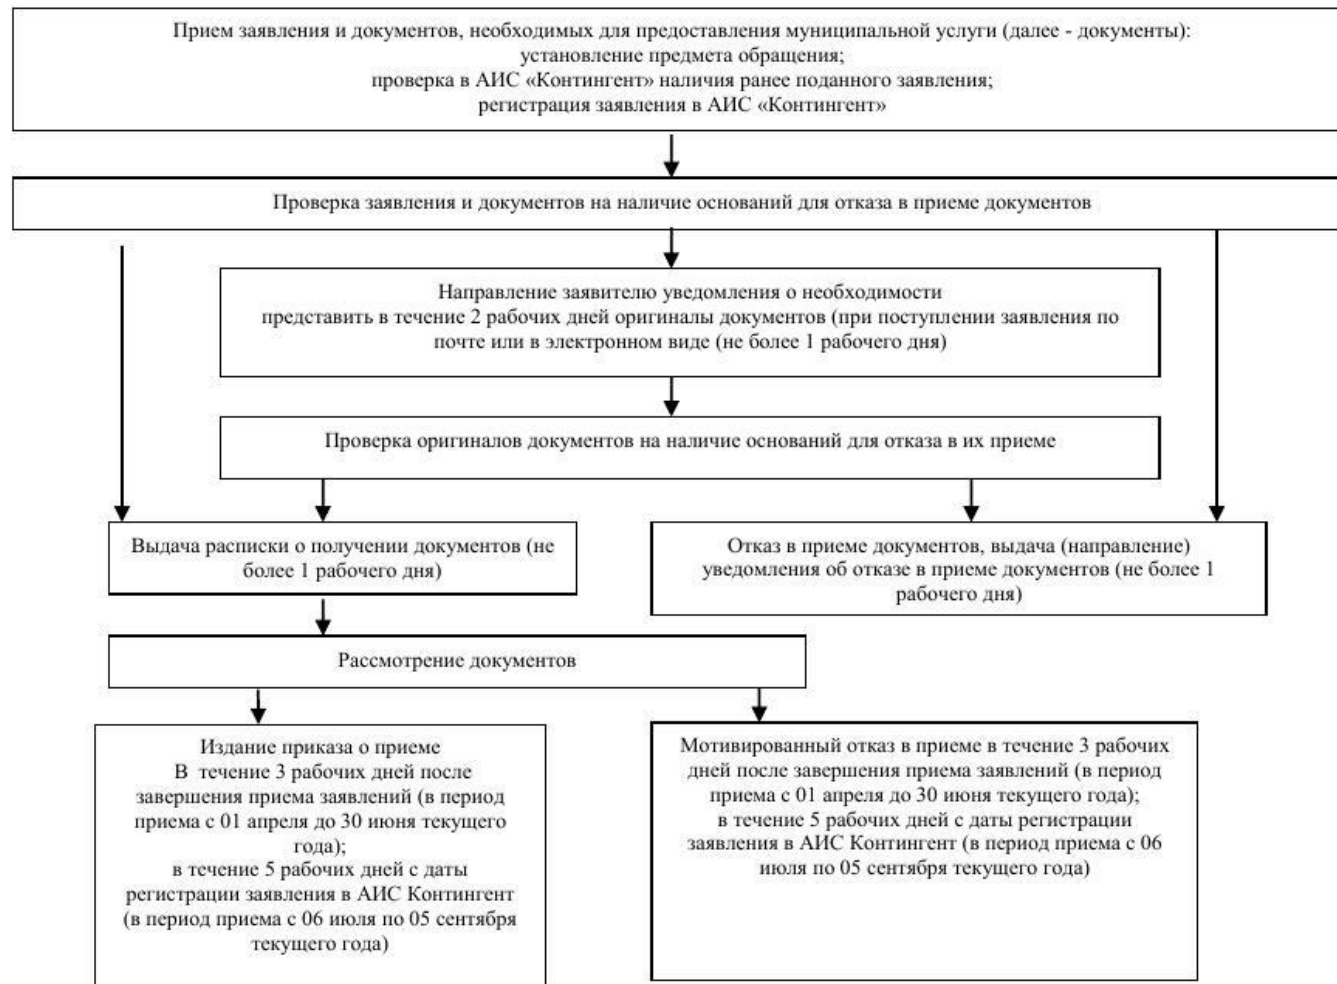 Прием заявления и документов, необходимых для предоставления муниципальной услуги (далее - документы):
установление предмета обращения;
проверка в АИС «Контингент» наличия ранее поданного заявления;
регистрация заявления в АИС «Контингент»
Проверка заявления и документов на наличие оснований для отказа в приеме документов
Направление заявителю уведомления о необходимости
представить в течение 2 рабочих дней оригиналы документов (при поступлении заявления по
почте или в электронном виде (не более 1 рабочего дня)
Проверка оригиналов документов на наличие оснований для отказа в их приеме
Выдача расписки о получении документов (не
более 1 рабочего дня)
Отказ в приеме документов, выдача (направление)
уведомления об отказе в приеме документов (не более 1
рабочего дня)
Рассмотрение документов
Издание приказа о приеме
В течение 3 рабочих дней после
завершения приема заявлений (в период
приема с 01 апреля до 30 июня текущего
года);
в течение 5 рабочих дней с даты
регистрации заявления в АИС Контингент
(в период приема с 06 июля по 05 сентября
текущего года)
Мотивированный отказ в приеме в течение 3 рабочих
дней после завершения приема заявлений (в период
приема с 01 апреля до 30 июня текущего года);
в течение 5 рабочих дней с даты регистрации
заявления в АИС Контингент (в период приема с 06
июля по 05 сентября текущего года)